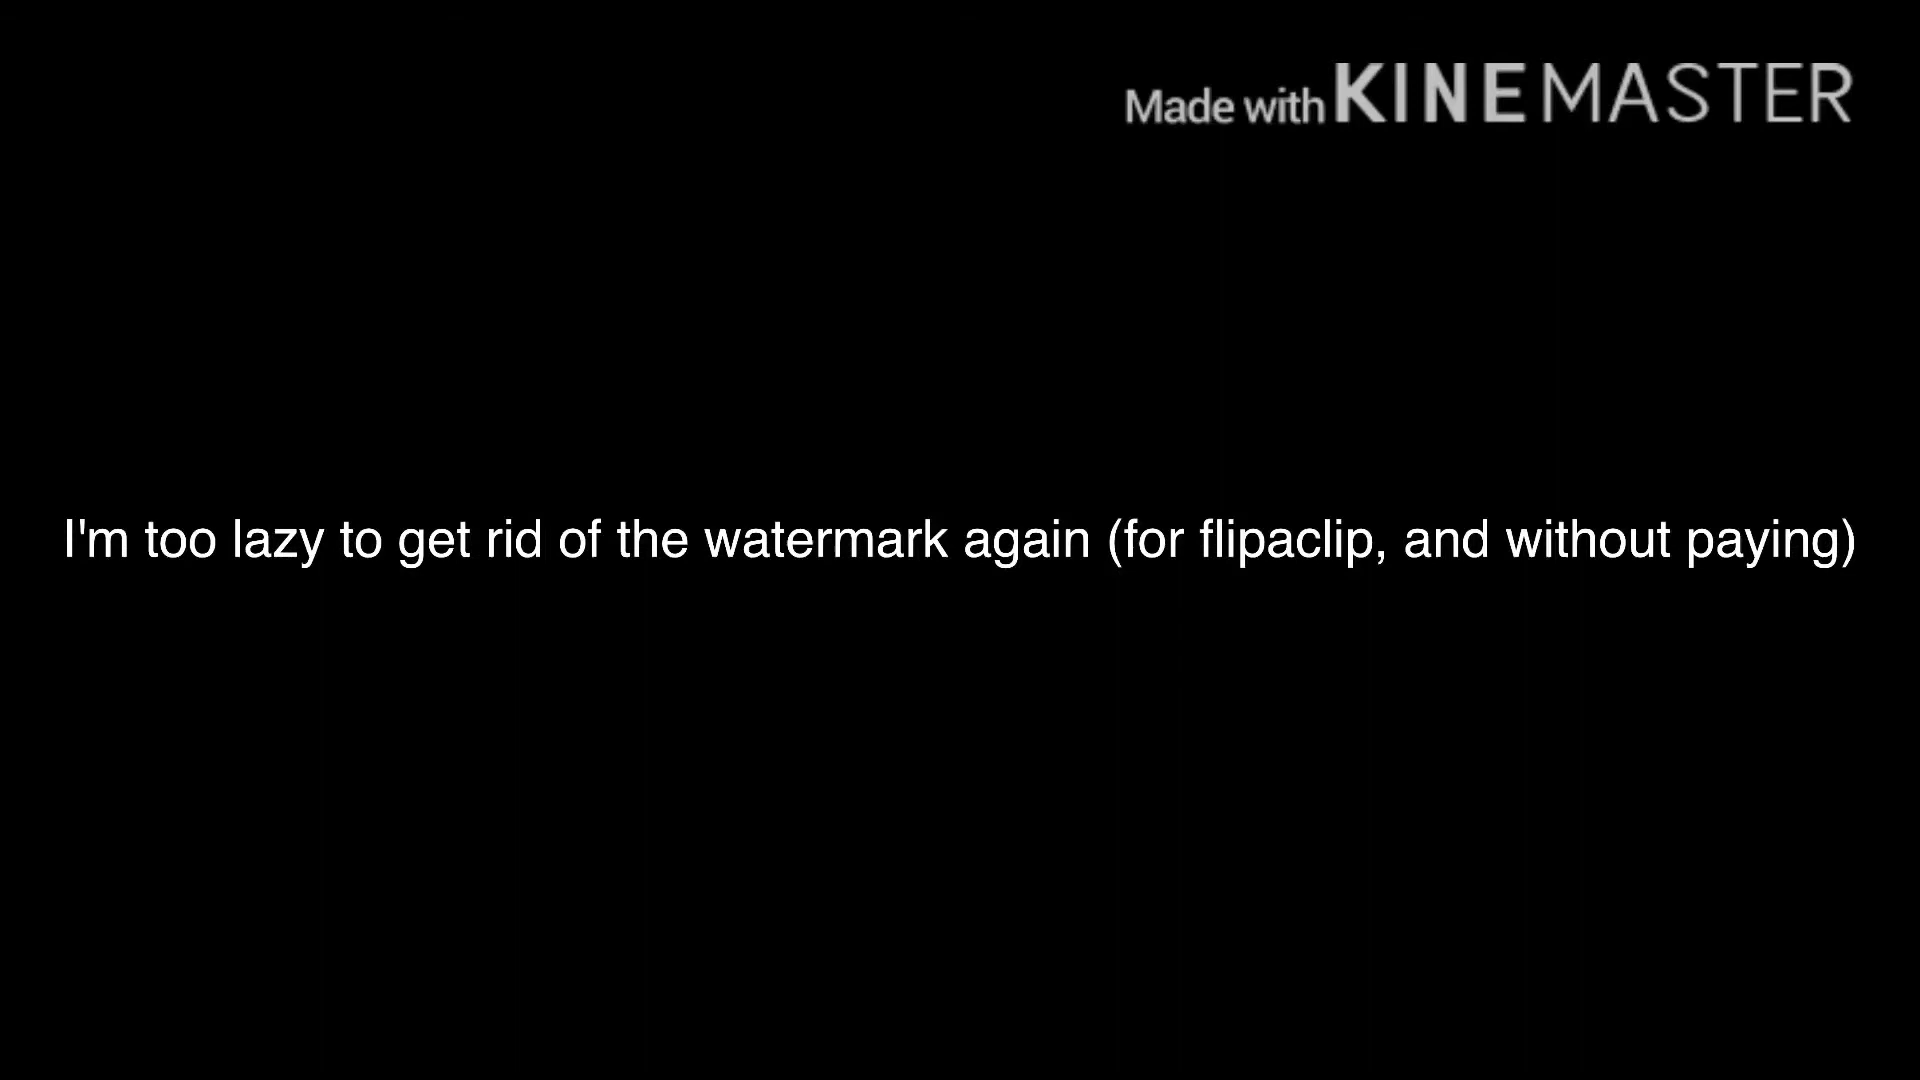 Made with KINEMASTER
I'm too lazy to get rid of the watermark again (for flipaclip, and without paying)